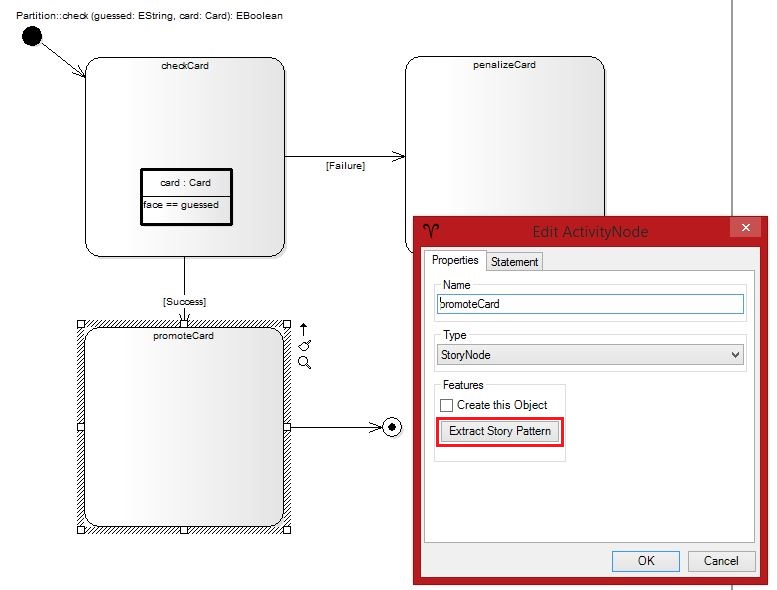 Partition::check (guessed: EString, card: Card): EBoolean
checkCard
card : Card
face == guessed
[Failure]
penalizeCard
[Success]
promoteCard
Edit ActivityNode
Properties
Statement
Name
promoteCard
Type
StoryNode
Features
Create this Object
Extract Story Pattern
OK
Cancel